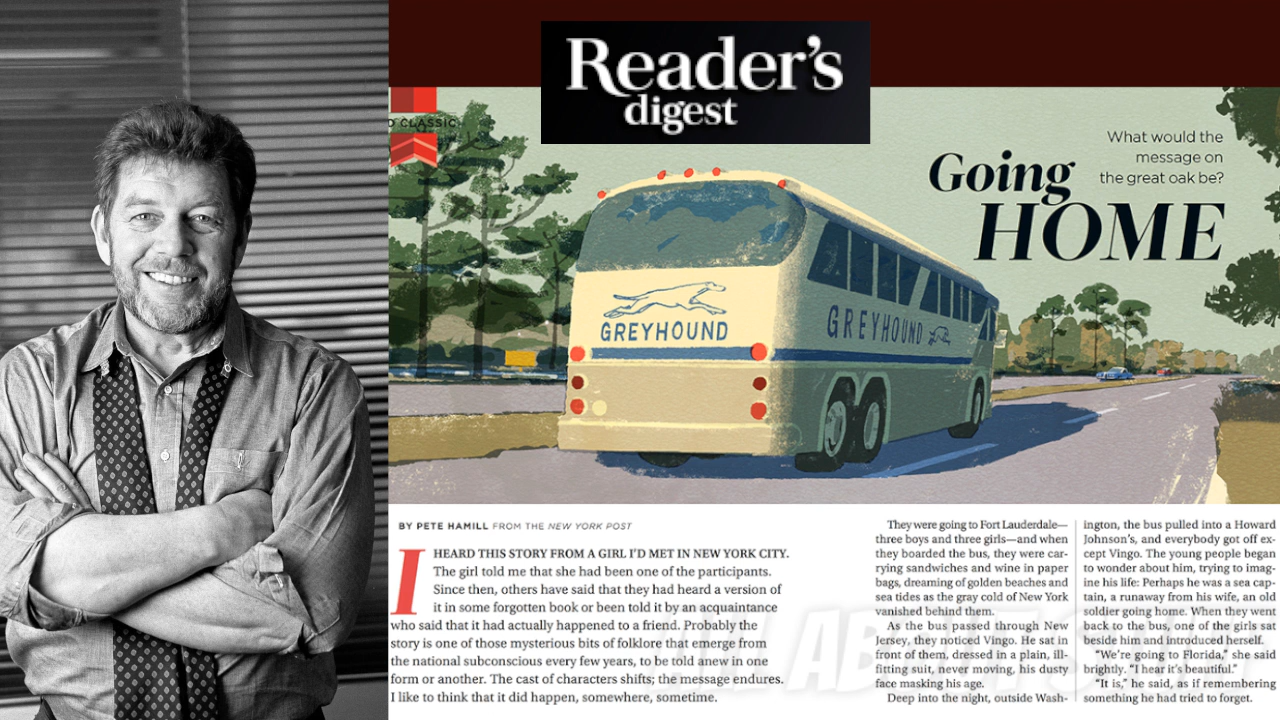 Reader's
digest
CLASSIC
What would the
message on
the great oak be?
Going
HOME
GREYHOUND
GREYHOUND
BY PETE HAMILL FROM THE NEW YORK POST
I HEARD THIS STORY FROM A GIRL I'D MET IN NEW YORK CITY.
The girl told me that she had been one of the participants.
Since then, others have said that they had heard a version of
it in some forgotten book or been told it by an acquaintance
who said that it had actually happened to a friend. Probably the
story is one of those mysterious bits of folklore that emerge from
the national subconscious every few years, to be told anew in one
form or another. The cast of characters shifts; the message endures.
I like to think that it did happen, somewhere, sometime.
They were going to Fort Lauderdale—
three boys and three girls—and when
they boarded the bus, they were car-
rying sandwiches and wine in paper
bags, dreaming of golden beaches and
sea tides as the gray cold of New York
vanished behind them.
As the bus passed through New
Jersey, they noticed Vingo. He sat in
front of them, dressed in a plain, ill-
fitting suit, never moving, his dusty
face masking his age.
Deep into the night, outside Wash-
ington, the bus pulled into a Howard
Johnson's, and everybody got off ex-
cept Vingo. The young people began
to wonder about him, trying to imag-
ine his life: Perhaps he was a sea cap-
tain, a runaway from his wife, an old
soldier going home. When they went
back to the bus, one of the girls sat
beside him and introduced herself.
"We're going to Florida," she said
brightly. "I hear it's beautiful."
"It is," he said, as if remembering
something he had tried to forget.